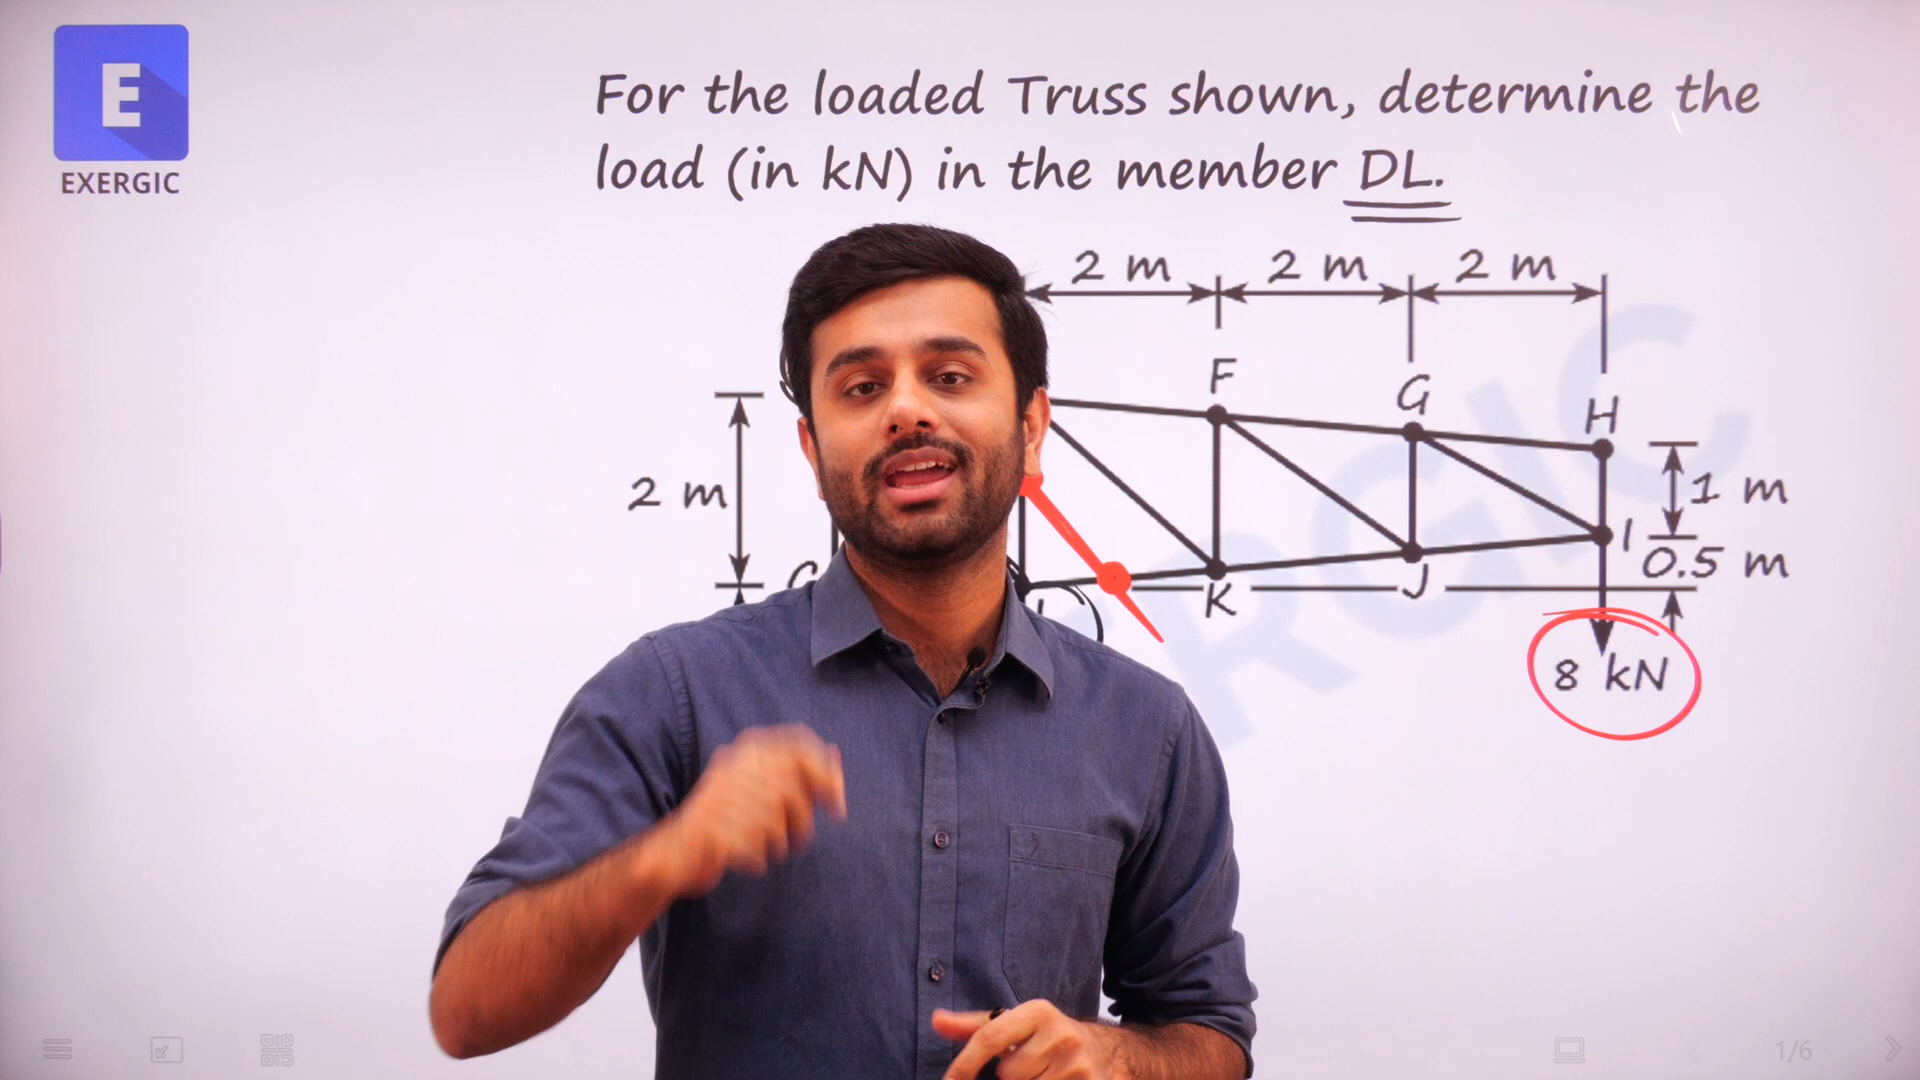 E
EXERGIC
For the loaded Truss shown, determine the
load (in kN) in the member DL.
2 m 2 m 2 m
F
G
H
2 m
1 m
I
0.5 m
K
J
8 kN
ERGIC
1/6